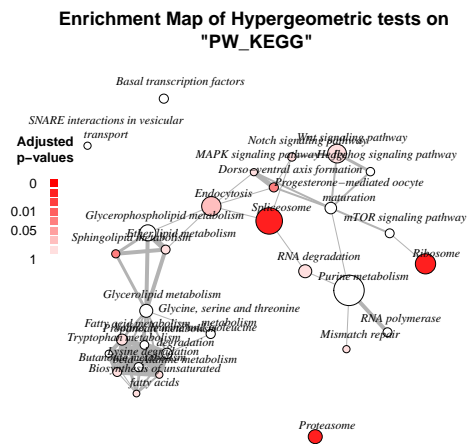 Enrichment Map of Hypergeometric tests on
"PW_KEGG"
Basal transcription factors
SNARE interactions in vesicular
transport
Adjusted
p−values
0
0.01
0.05
1
Notch signaling pathway
Wnt signaling pathway
MAPK signaling pathway
Hedgehog signaling pathway
Dorso−ventral axis formation
Progesterone−mediated oocyte
maturation
Endocytosis
Spliceosome
Glycerophospholipid metabolism
mTOR signaling pathway
Ether lipid metabolism
Sphingolipid metabolism
RNA degradation
Ribosome
Purine metabolism
Glycerolipid metabolism
Glycine, serine and threonine
metabolism
RNA polymerase
Mismatch repair
Fatty acid metabolism
Tryptophan metabolism
degradation
Lysine degradation
Butanoate metabolism
Biosynthesis of unsaturated
fatty acids
Proteasome